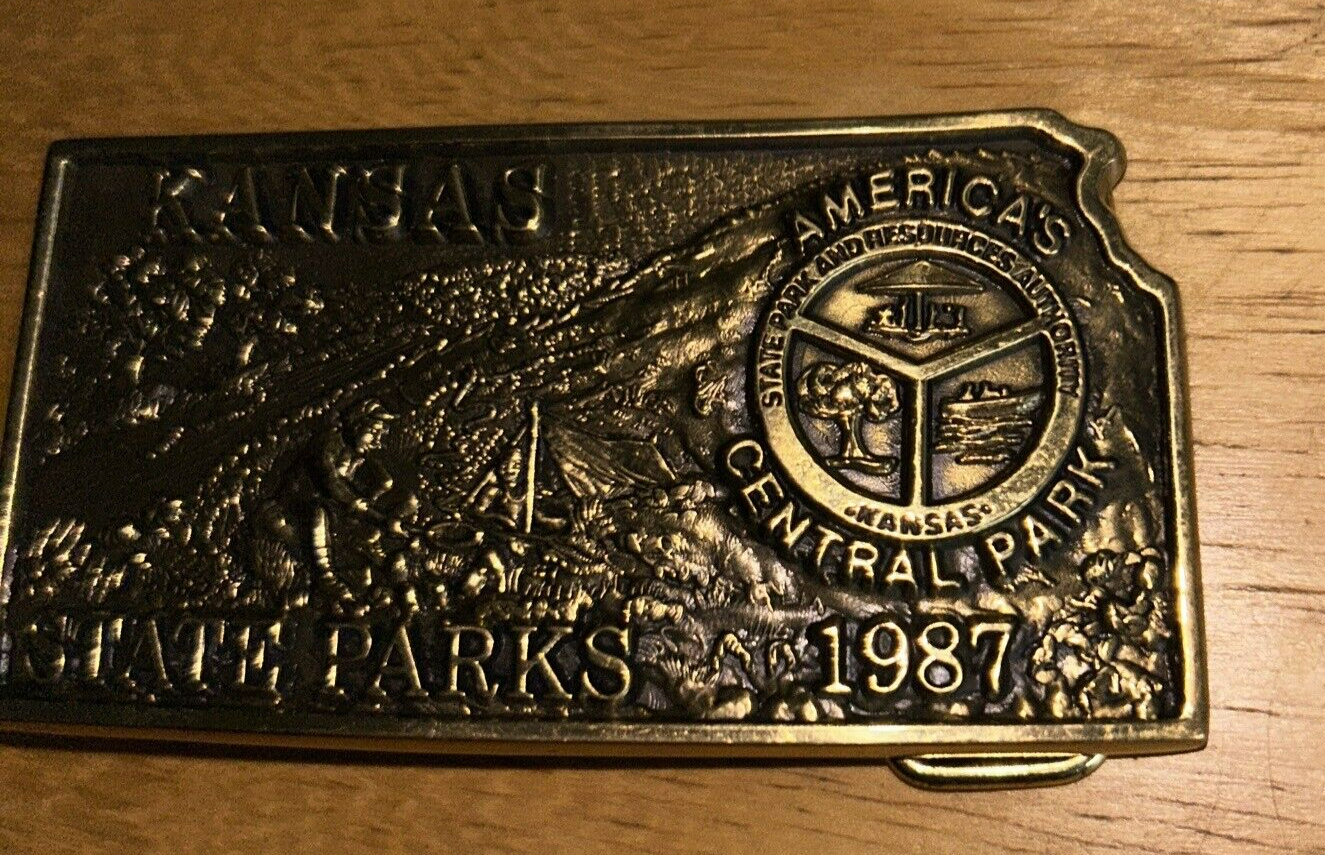 KANSAS
AMERICA'S
STATE PARK AND RESOURCES AUTHORITY
•KANSAS•
CENTRAL PARK
STATE PARKS 1987